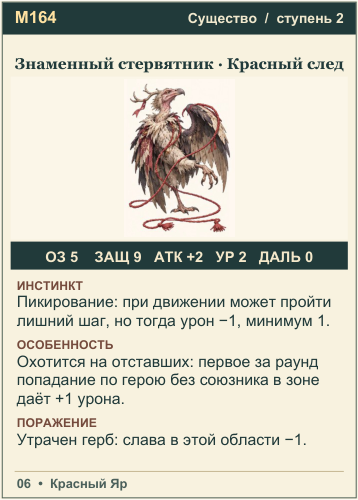 M164 Существо / ступень 2
Знаменный стервятник · Красный след
ОЗ 5 ЗАЩ 9 АТК +2 УР 2 ДАЛЬ 0
ИНСТИНКТ
Пикирование: при движении может пройти
лишний шаг, но тогда урон −1, минимум 1.
ОСОБЕННОСТЬ
Охотится на отставших: первое за раунд
попадание по герою без союзника в зоне
даёт +1 урона.
ПОРАЖЕНИЕ
Утрачен герб: слава в этой области −1.
06 • Красный Яр